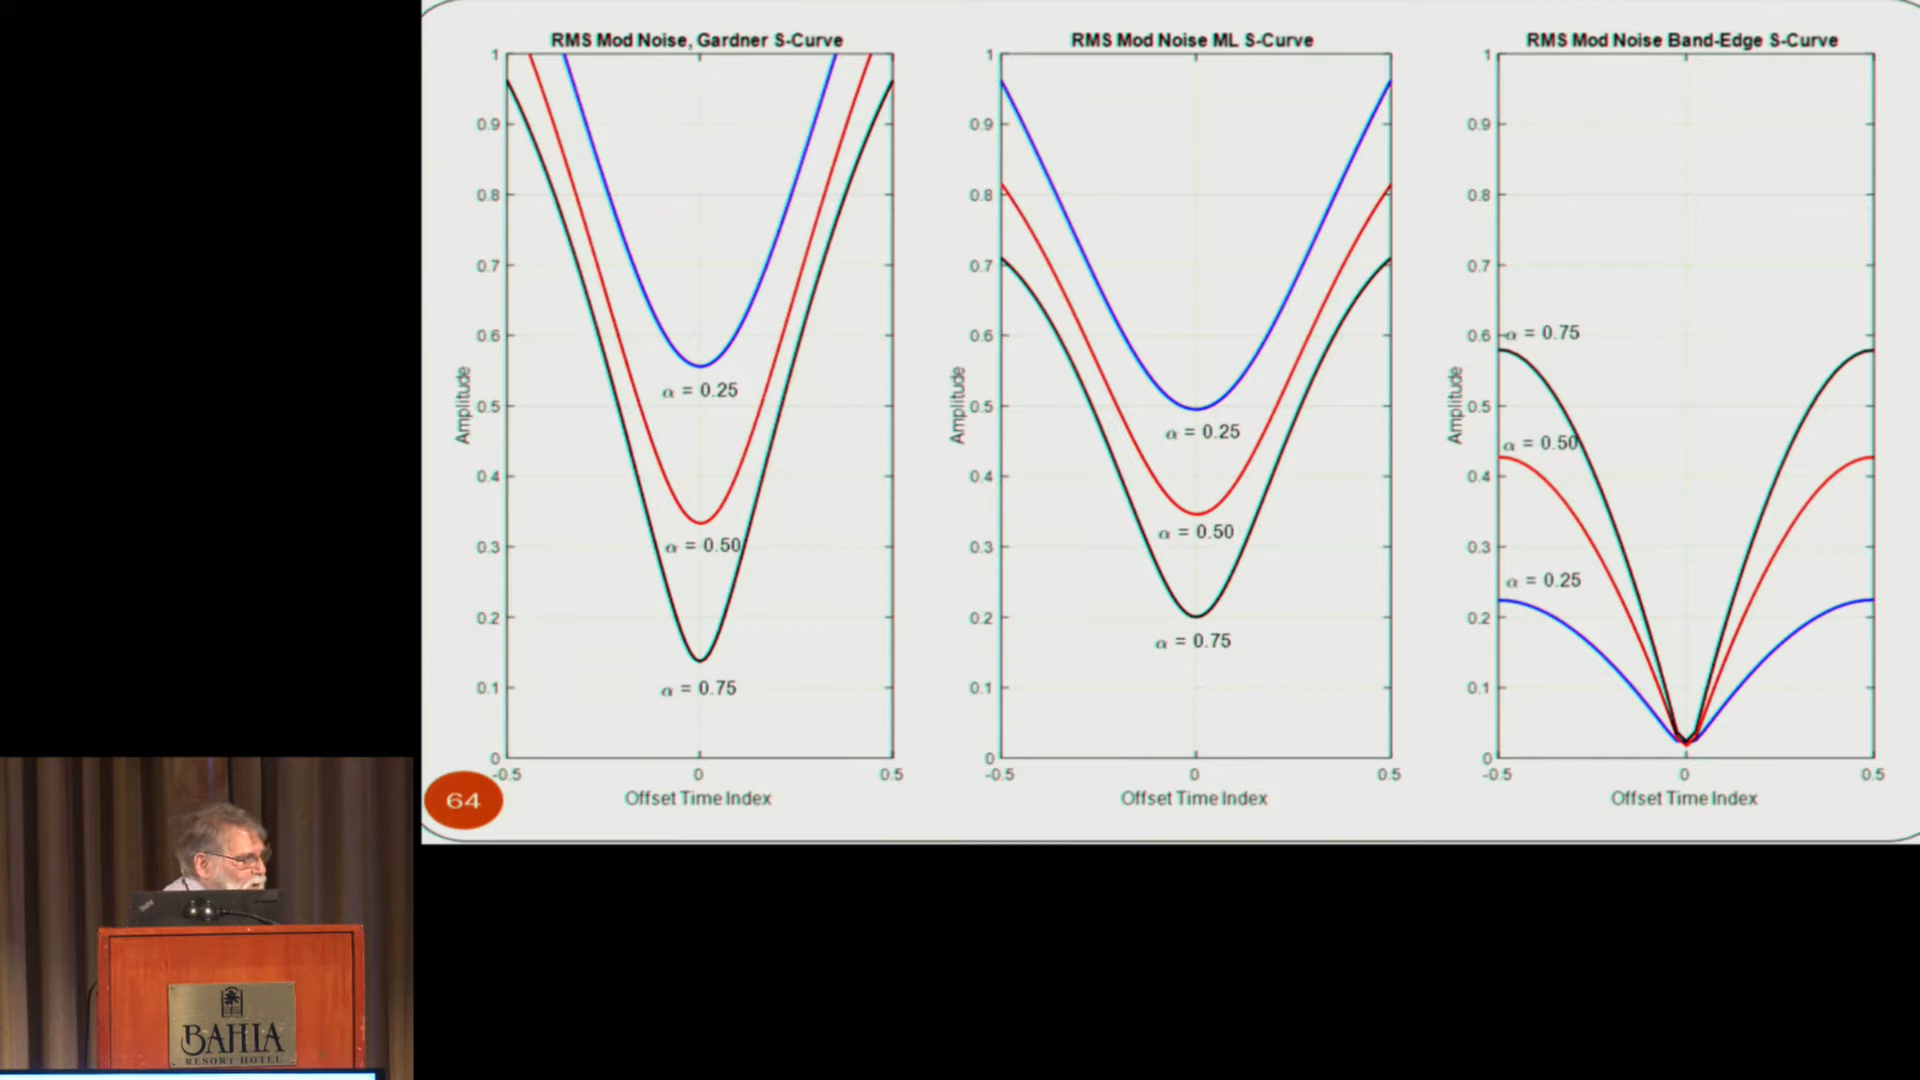 RMS Mod Noise, Gardner S-Curve
1
0.9
0.8
0.7
0.6
0.5
0.4
0.3
0.2
0.1
0
Amplitude
α = 0.25
α = 0.50
α = 0.75
-0.5
0
0.5
Offset Time Index
RMS Mod Noise ML S-Curve
1
0.9
0.8
0.7
0.6
0.5
0.4
0.3
0.2
0.1
0
Amplitude
α = 0.25
α = 0.50
α = 0.75
-0.5
0
0.5
Offset Time Index
RMS Mod Noise Band-Edge S-Curve
1
0.9
0.8
0.7
0.6
0.5
0.4
0.3
0.2
0.1
0
Amplitude
α = 0.75
α = 0.50
α = 0.25
-0.5
0
0.5
Offset Time Index
64
BAHIA
RESORT HOTEL